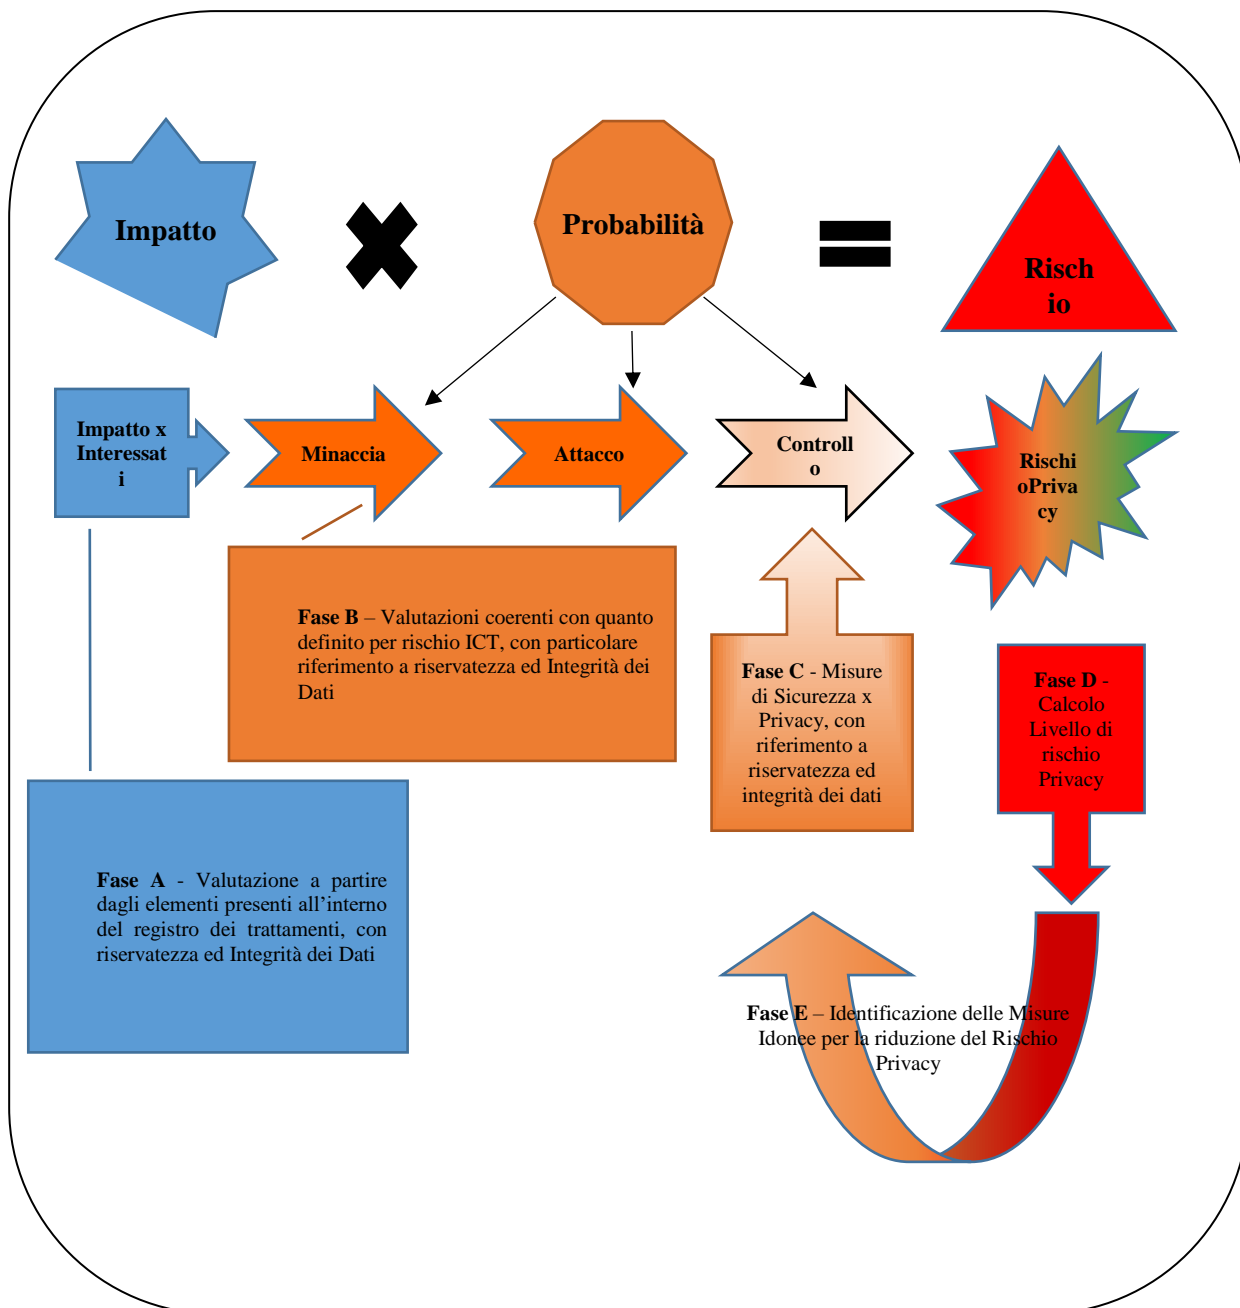 Impatto
Probabilità
Risch
io
Impatto x
Interessat
i
Minaccia
Attacco
Controll
o
Rischi
oPriva
cy
Fase B – Valutazioni coerenti con quanto
definito per rischio ICT, con particolare
riferimento a riservatezza ed Integrità dei
Dati
Fase C - Misure
di Sicurezza x
Privacy, con
riferimento a
riservatezza ed
integrità dei dati
Fase D -
Calcolo
Livello di
rischio
Privacy
Fase A - Valutazione a partire
dagli elementi presenti all’interno
del registro dei trattamenti, con
riservatezza ed Integrità dei Dati
Fase E – Identificazione delle Misure
Idonee per la riduzione del Rischio
Privacy